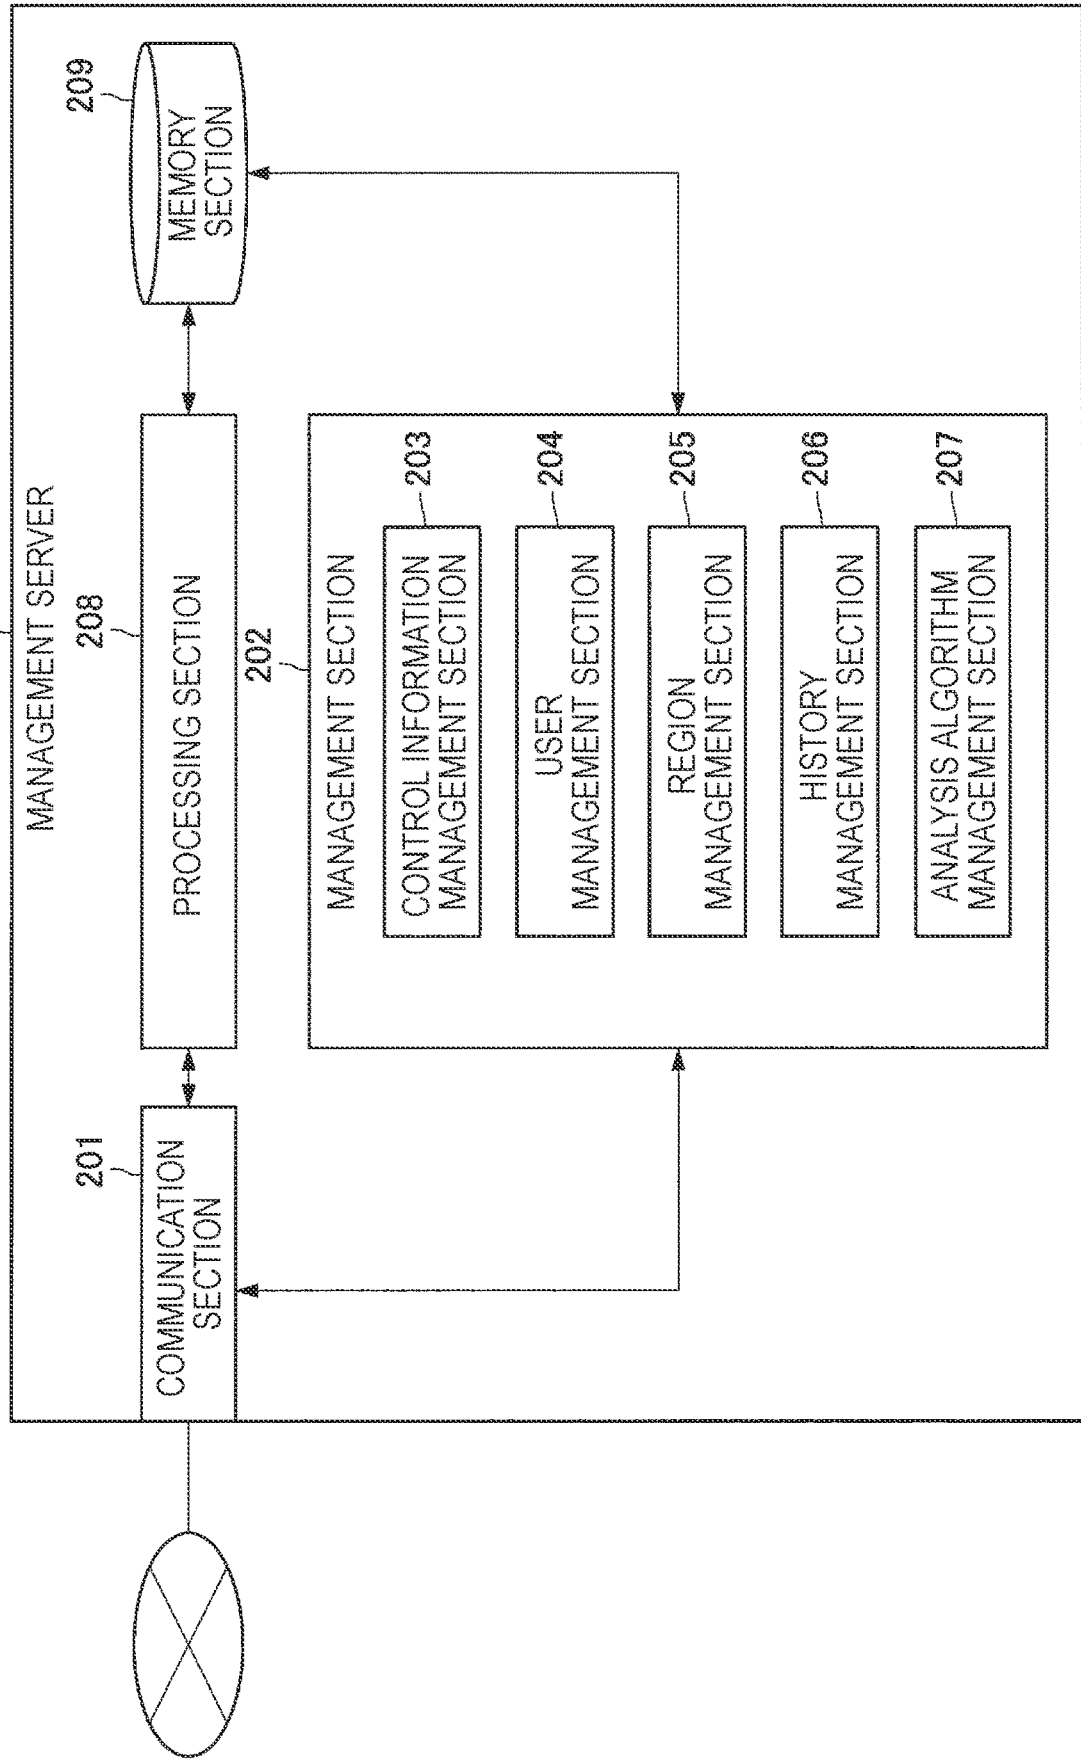 MANAGEMENT SERVER
201
COMMUNICATION
SECTION
208
PROCESSING SECTION
209
MEMORY
SECTION
202
MANAGEMENT SECTION
203
CONTROL INFORMATION
MANAGEMENT SECTION
204
USER
MANAGEMENT SECTION
205
REGION
MANAGEMENT SECTION
206
HISTORY
MANAGEMENT SECTION
207
ANALYSIS ALGORITHM
MANAGEMENT SECTION